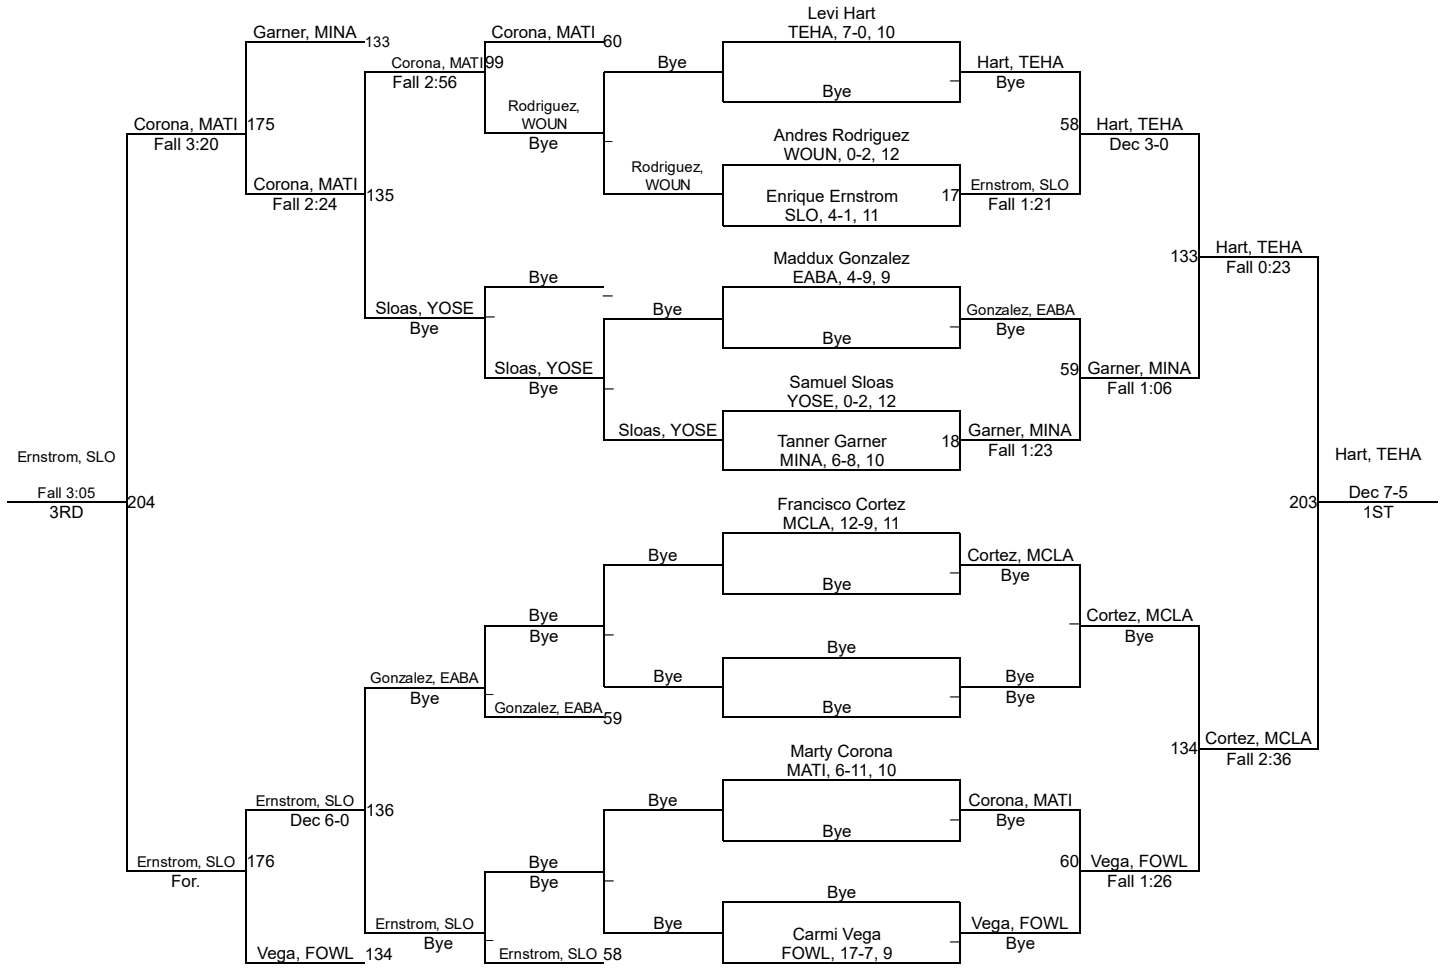 Levi Hart
TEHA, 7-0, 10
Garner, MINA
133
Corona, MATI
60
Corona, MATI
99
Fall 2:56
Bye
Hart, TEHA
Bye
Bye
Rodriguez,
WOUN
Bye
Corona, MATI
175
Fall 3:20
Andres Rodriguez
WOUN, 0-2, 12
58
Hart, TEHA
Dec 3-0
Rodriguez,
WOUN
Enrique Ernstrom
SLO, 4-1, 11
17
Ernstrom, SLO
Fall 1:21
Corona, MATI
Fall 2:24
135
Maddux Gonzalez
EABA, 4-9, 9
133
Hart, TEHA
Fall 0:23
Bye
Sloas, YOSE
Bye
Bye
Bye
Gonzalez, EABA
Bye
Sloas, YOSE
Bye
59
Garner, MINA
Fall 1:06
Samuel Sloas
YOSE, 0-2, 12
Sloas, YOSE
Tanner Garner
MINA, 6-8, 10
18
Garner, MINA
Fall 1:23
Ernstrom, SLO
Fall 3:05
3RD
204
Hart, TEHA
203
Dec 7-5
1ST
Francisco Cortez
MCLA, 12-9, 11
Bye
Bye
Cortez, MCLA
Bye
Bye
Bye
Cortez, MCLA
Bye
Bye
Bye
Bye
Bye
Bye
Gonzalez, EABA
Bye
Gonzalez, EABA
59
Marty Corona
MATI, 6-11, 10
134
Cortez, MCLA
Fall 2:36
Bye
Bye
Corona, MATI
Bye
Ernstrom, SLO
Dec 6-0
136
Ernstrom, SLO
176
For.
Bye
Bye
60
Vega, FOWL
Fall 1:26
Bye
Ernstrom, SLO
Bye
Bye
Carmi Vega
FOWL, 17-7, 9
Vega, FOWL
Bye
Vega, FOWL
134
Ernstrom, SLO
58